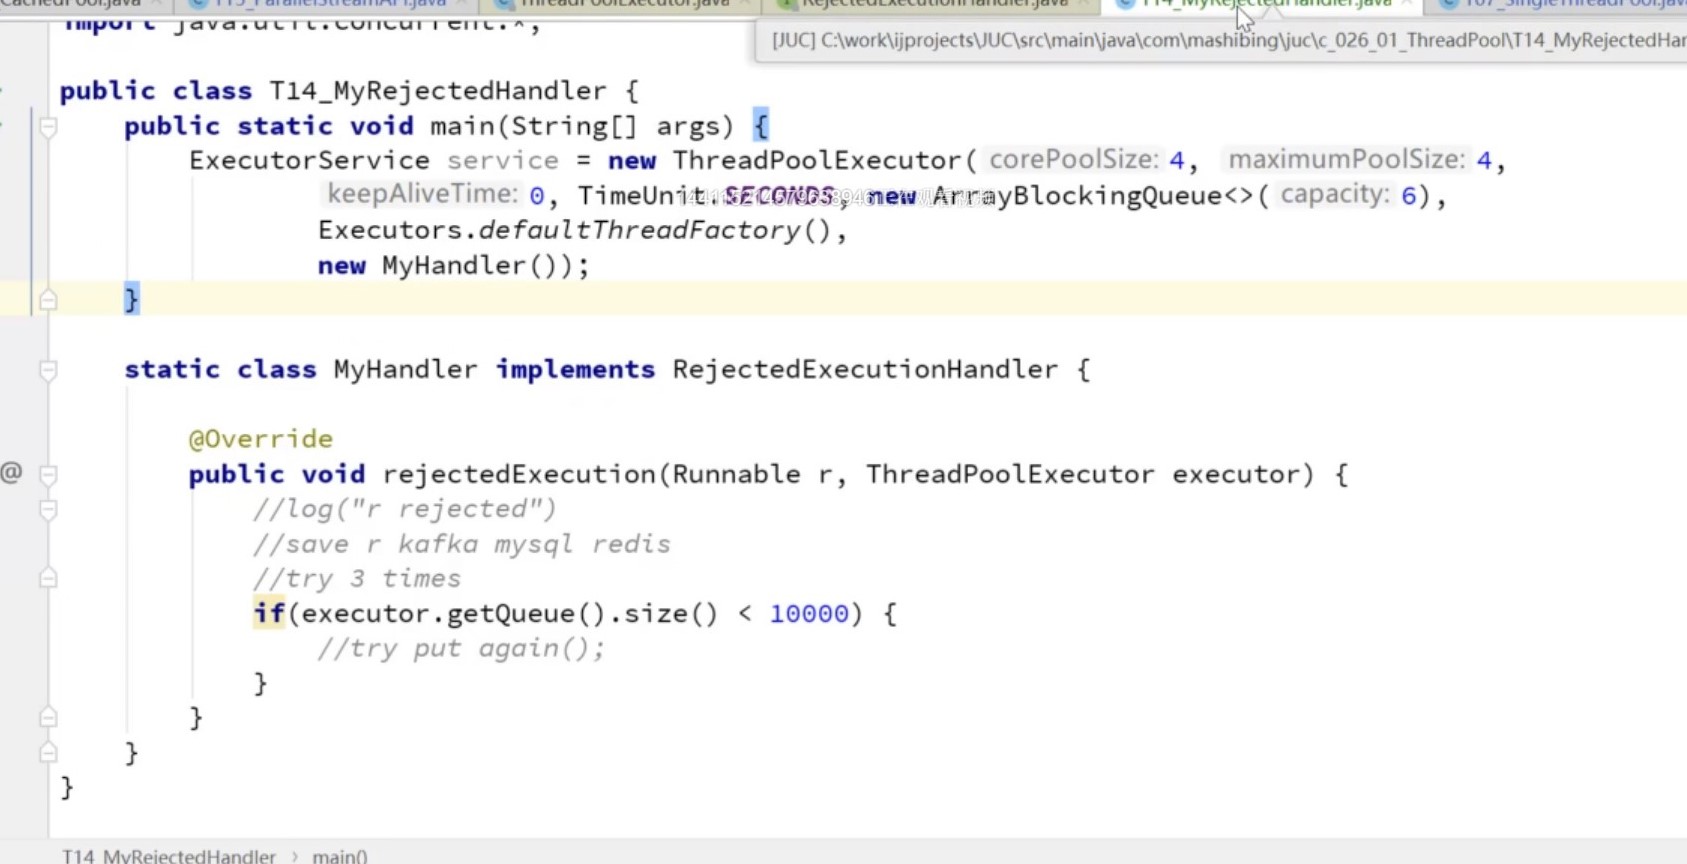 CachedPool.java T15_ParallelStreamAPI.java ThreadPoolExecutor.java RejectedExecutionHandler.java T14_MyRejectedHandler.java T07_SingleThreadPool.java
import java.util.concurrent.*;
[JUC] C:\work\ijprojects\JUC\src\main\java\com\mashibing\juc\c_026_01_ThreadPool\T14_MyRejectedHan
public class T14_MyRejectedHandler {
public static void main(String[] args) {
ExecutorService service = new ThreadPoolExecutor( corePoolSize: 4, maximumPoolSize: 4,
keepAliveTime: 0, TimeUnit.SECONDS, new ArrayBlockingQueue<>( capacity: 6),
Executors.defaultThreadFactory(),
new MyHandler());
}
static class MyHandler implements RejectedExecutionHandler {
@Override
@ public void rejectedExecution(Runnable r, ThreadPoolExecutor executor) {
//log("r rejected")
//save r kafka mysql redis
//try 3 times
if(executor.getQueue().size() < 10000) {
//try put again();
}
}
}
}
T14_MyRejectedHandler › main()